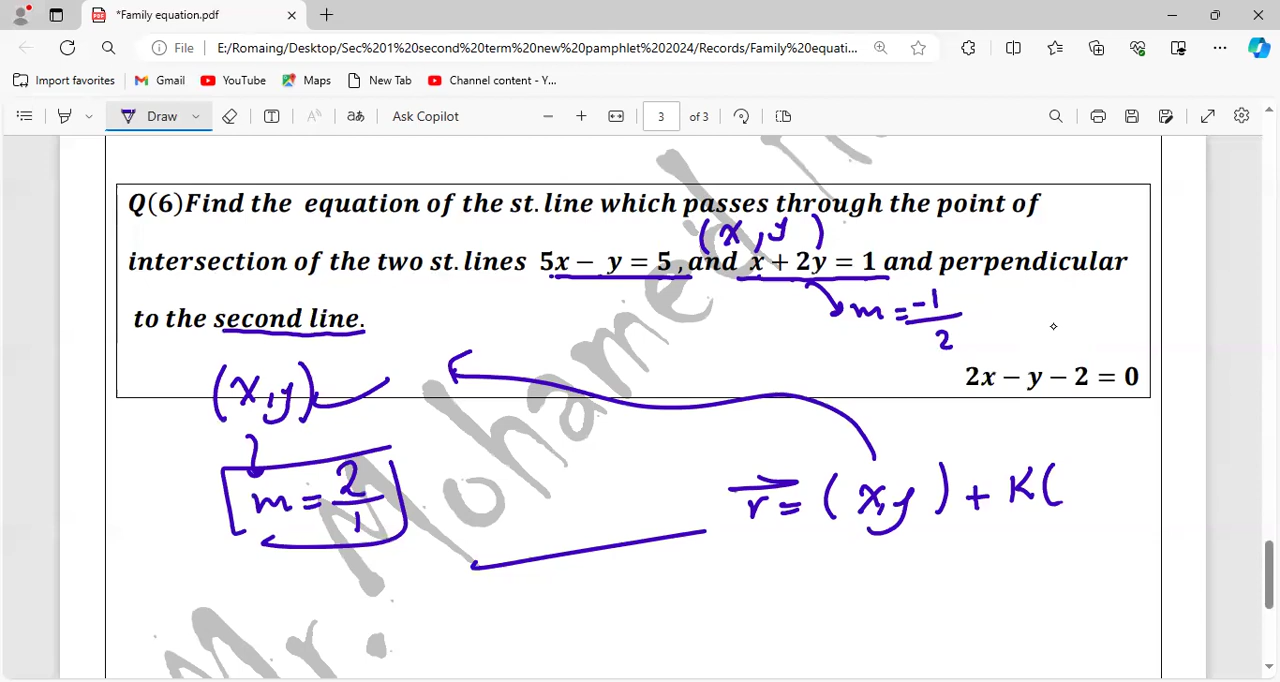 *Family equation.pdf
File E:/Romaing/Desktop/Sec%201%20second%20term%20new%20pamphlet%202024/Records/Family%20equati...
Import favorites Gmail YouTube Maps New Tab Channel content - Y...
Draw Ask Copilot 3 of 3
Q(6)Find the equation of the st. line which passes through the point of
(x, y)
intersection of the two st. lines 5x − y = 5 , and x + 2y = 1 and perpendicular
to the second line.
m = -1/2
2x − y − 2 = 0
(x,y)
m = 2/1
r = (x,y) + K(
Mr. Mohamed